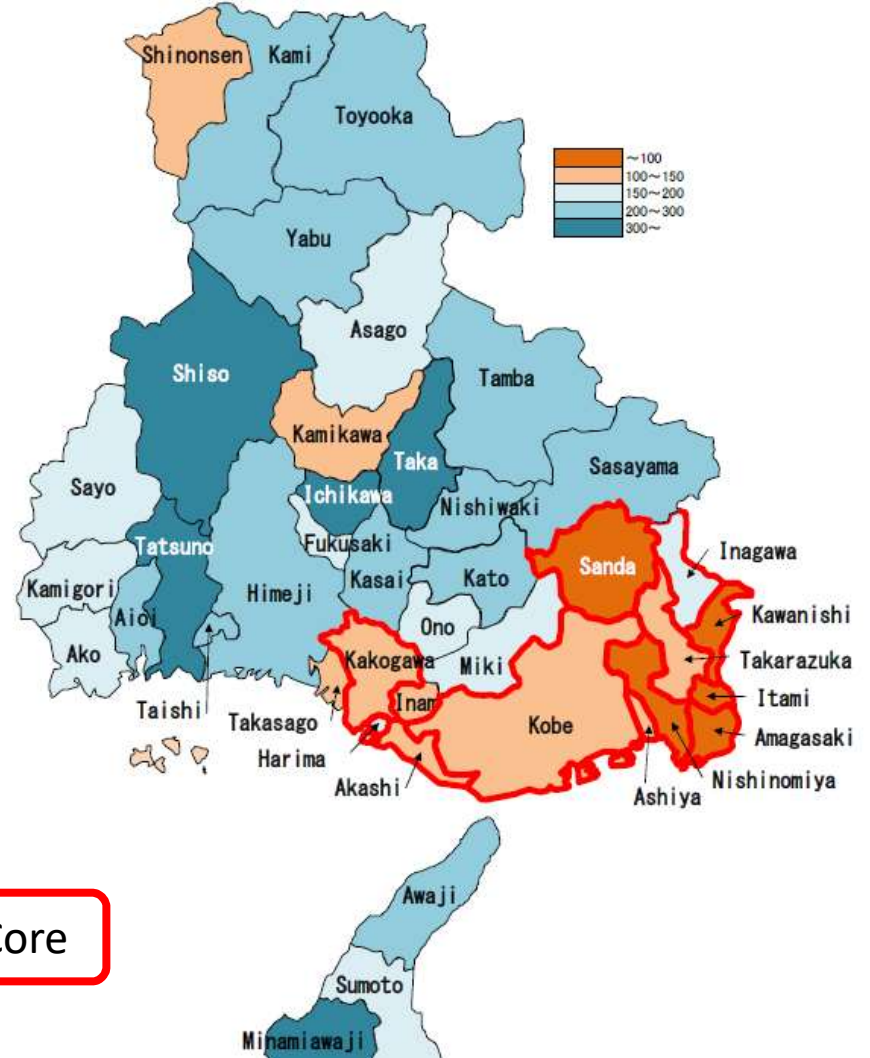 Shinonsen
Kami
Toyooka
~100
100~150
150~200
200~300
300~
Yabu
Asago
Shiso
Tamba
Kamikawa
Taka
Sasayama
Sayo
Ichikawa
Nishiwaki
Tatsuno
Fukusaki
Inagawa
Sanda
Kamigori
Himeji
Kasai
Kato
Aioi
Kawanishi
Ono
Ako
Kakogawa
Miki
Takarazuka
Inam
Itami
Taishi
Takasago
Kobe
Amagasaki
Harima
Akashi
Nishinomiya
Ashiya
Awaji
Core
Sumoto
Minamiawaji